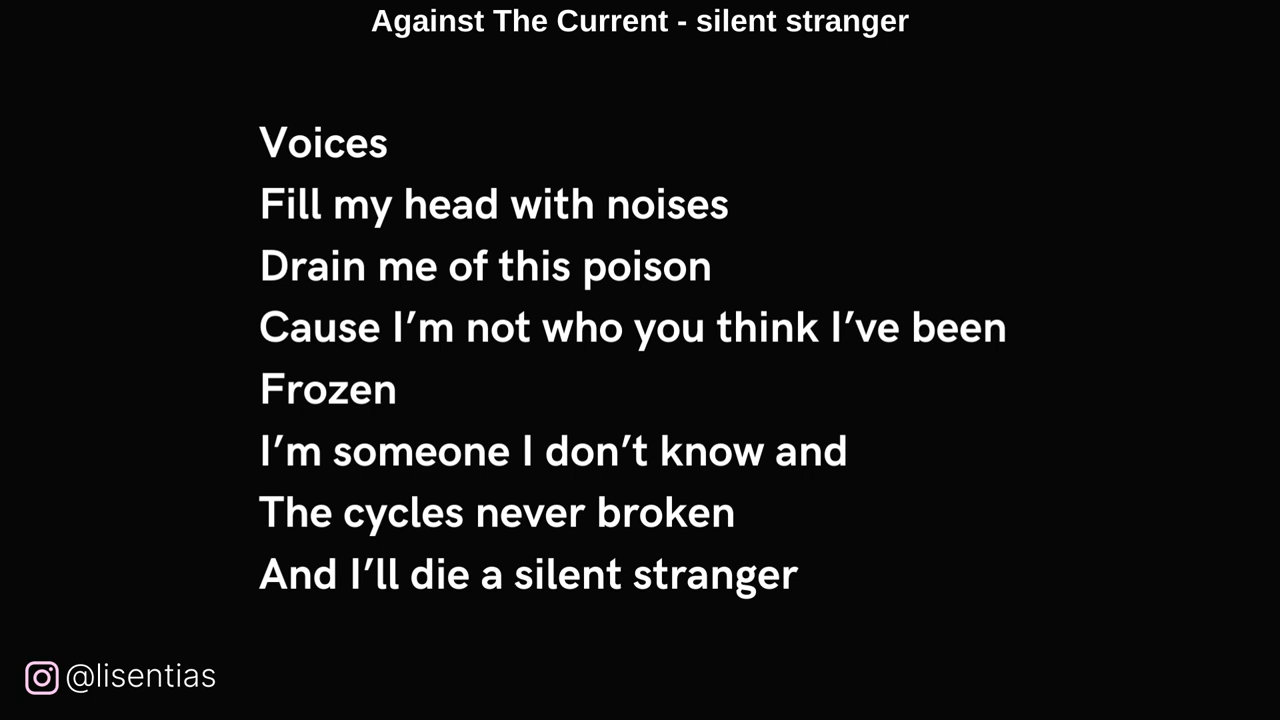 Against The Current - silent stranger
Voices
Fill my head with noises
Drain me of this poison
Cause I’m not who you think I’ve been
Frozen
I’m someone I don’t know and
The cycles never broken
And I’ll die a silent stranger
@lisentias